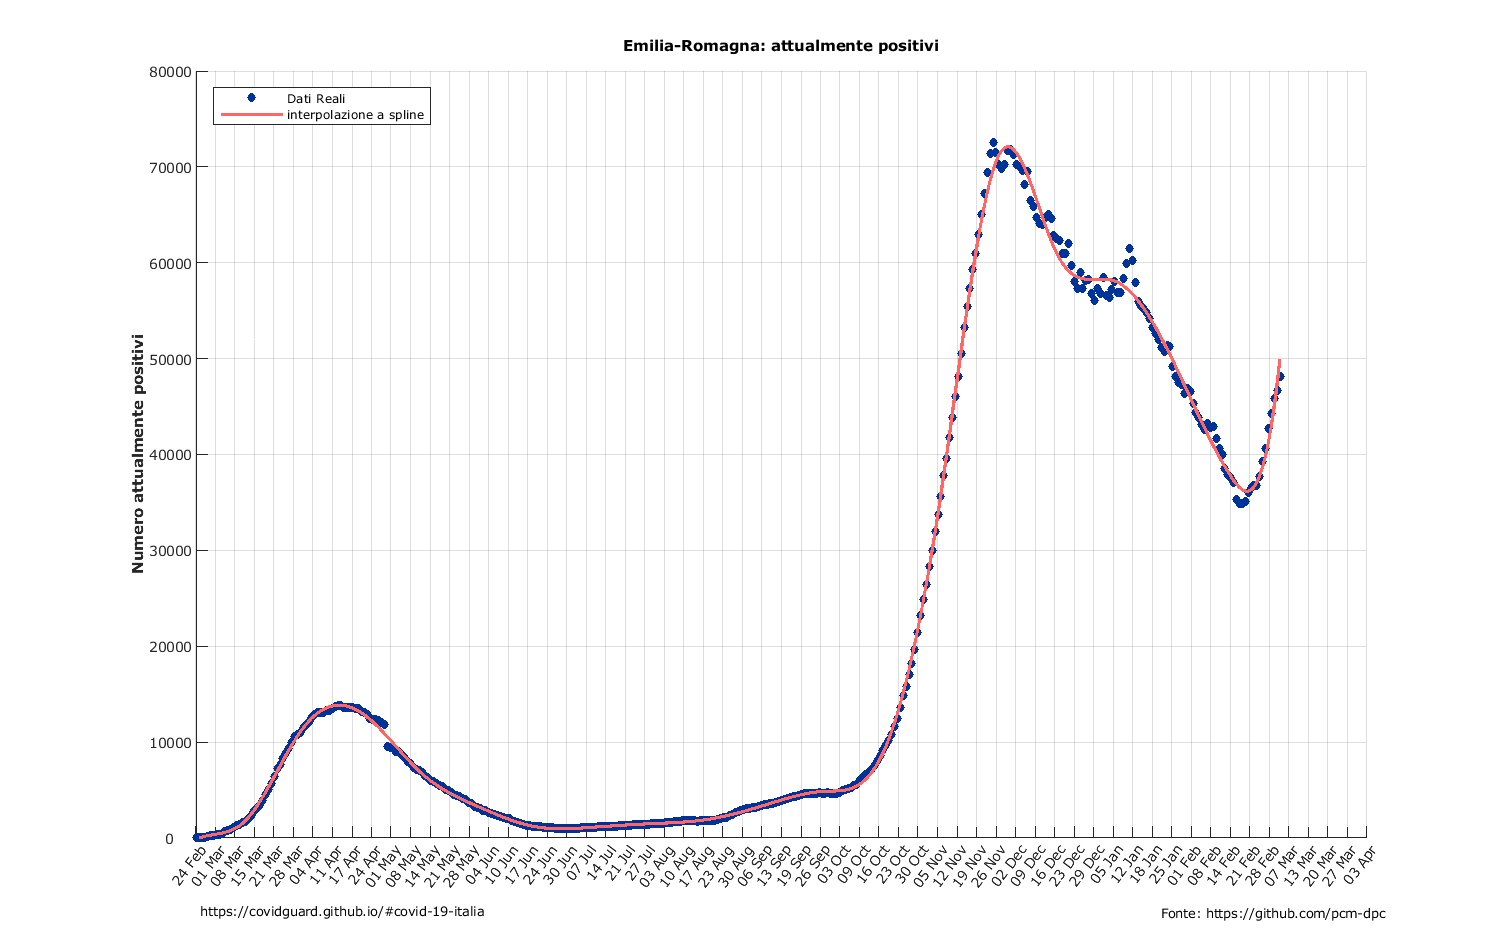 Emilia-Romagna: attualmente positivi
Dati Reali
interpolazione a spline
Numero attualmente positivi
80000
70000
60000
50000
40000
30000
20000
10000
0
24 Feb
01 Mar
08 Mar
15 Mar
21 Mar
28 Mar
04 Apr
11 Apr
17 Apr
24 Apr
01 May
08 May
14 May
21 May
28 May
04 Jun
10 Jun
17 Jun
24 Jun
30 Jun
07 Jul
14 Jul
21 Jul
27 Jul
03 Aug
10 Aug
17 Aug
23 Aug
30 Aug
06 Sep
13 Sep
19 Sep
26 Sep
03 Oct
09 Oct
16 Oct
23 Oct
30 Oct
05 Nov
12 Nov
19 Nov
26 Nov
02 Dec
09 Dec
16 Dec
23 Dec
29 Dec
05 Jan
12 Jan
18 Jan
25 Jan
01 Feb
08 Feb
14 Feb
21 Feb
28 Feb
07 Mar
13 Mar
20 Mar
27 Mar
03 Apr
https://covidguard.github.io/#covid-19-italia
Fonte: https://github.com/pcm-dpc